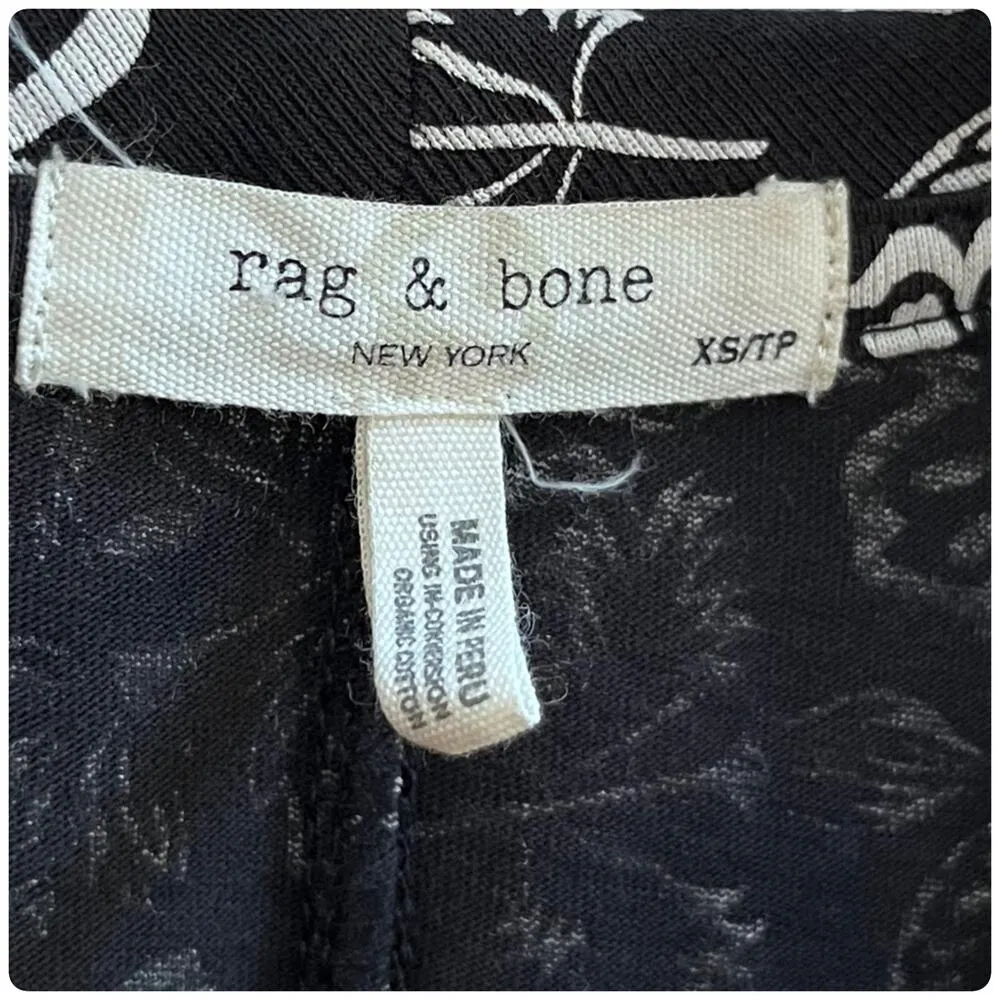 rag & bone
NEW YORK
XS/TP
MADE IN PERU
USING IN-CONVERSION
ORGANIC COTTON